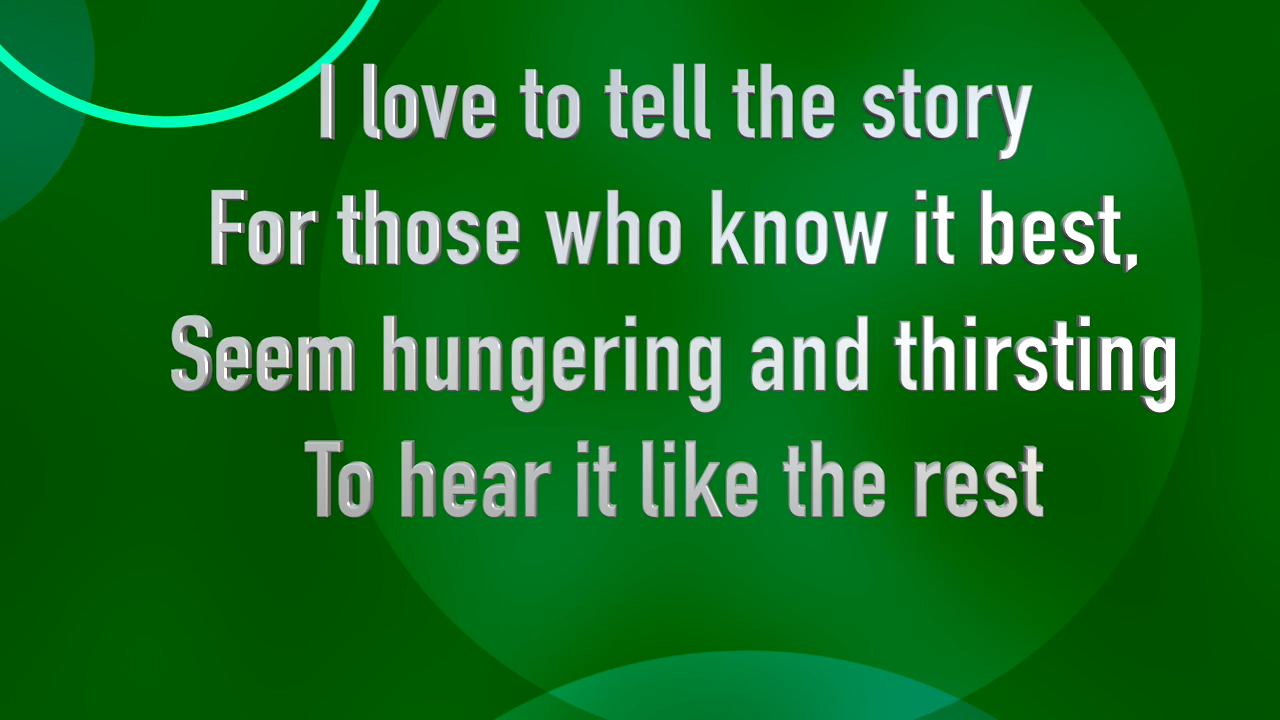 I love to tell the story
For those who know it best,
Seem hungering and thirsting
To hear it like the rest